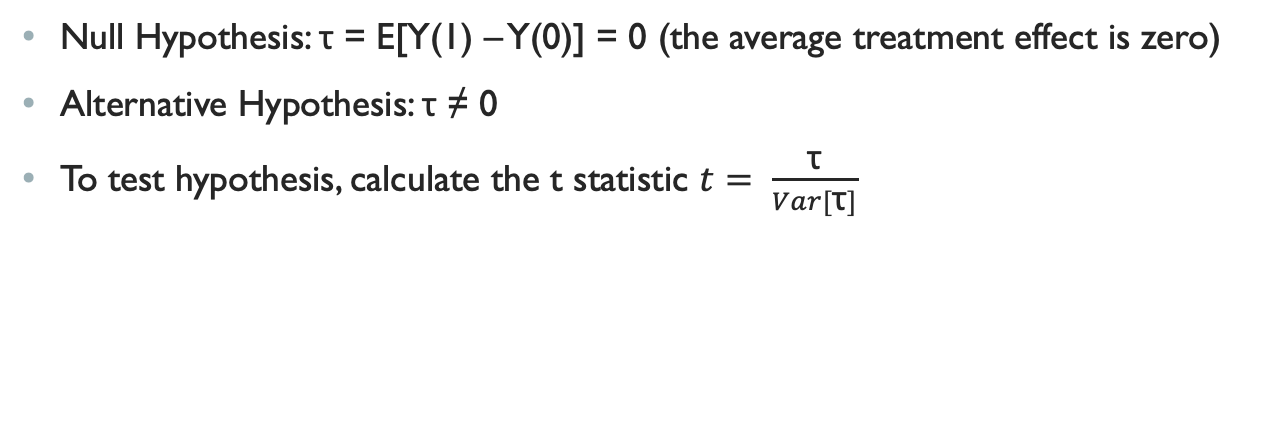 • Null Hypothesis: τ = E[Y(1) – Y(0)] = 0 (the average treatment effect is zero)
• Alternative Hypothesis: τ ≠ 0
• To test hypothesis, calculate the t statistic t = τ / Var[τ]